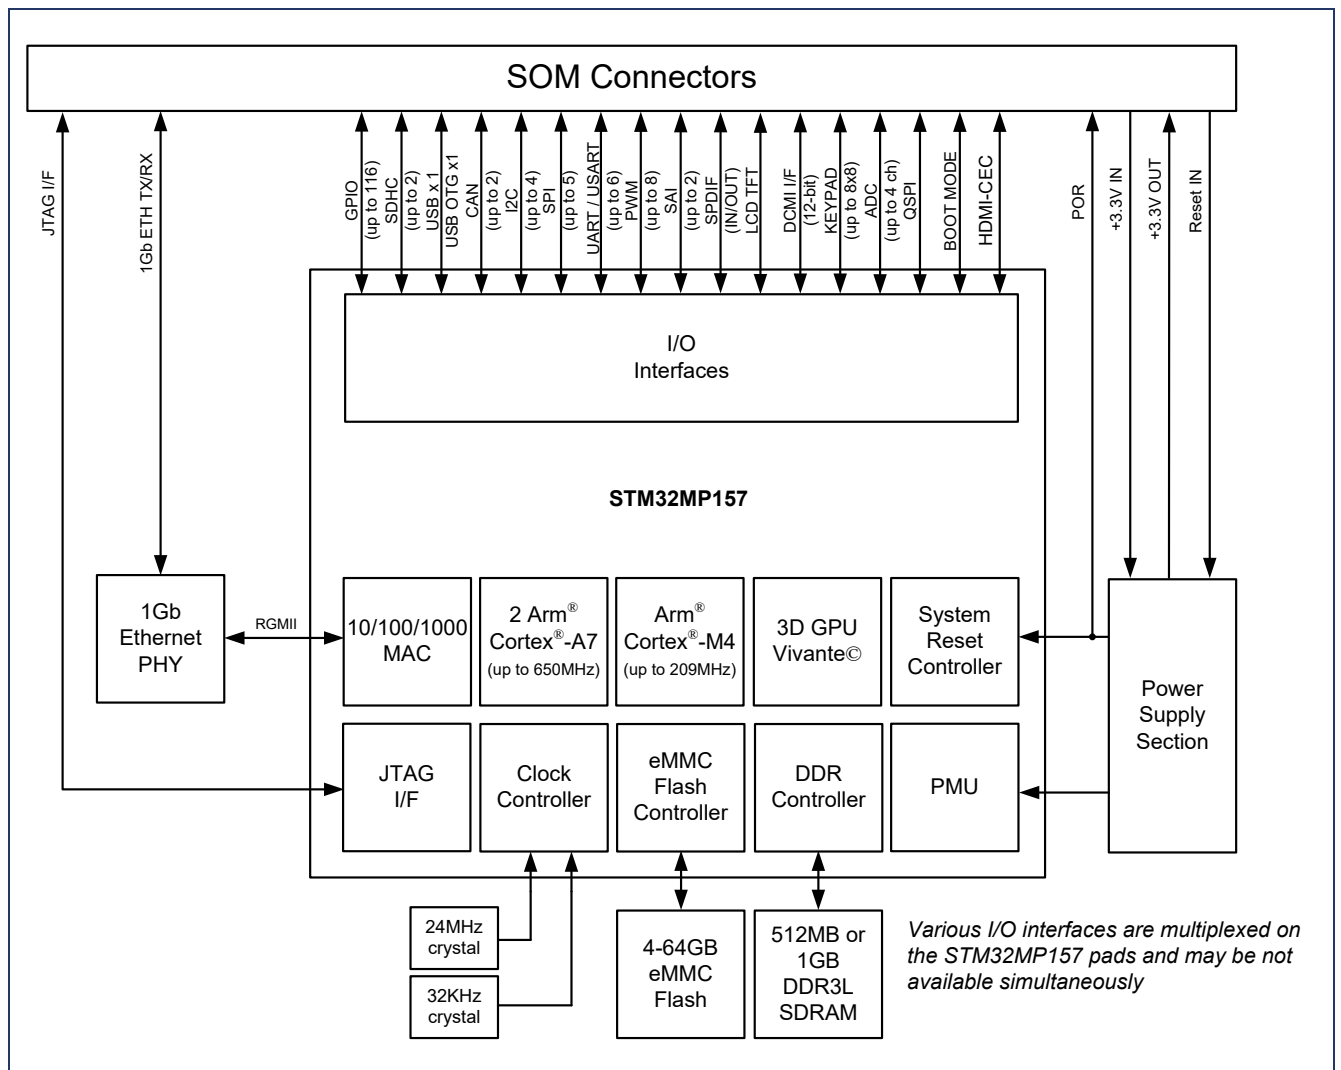 SOM Connectors
JTAG I/F
1Gb ETH TX/RX
GPIO
(up to 116)
SDHC
(up to 2)
USB x 1
USB OTG x1
CAN
(up to 2)
I2C
(up to 4)
SPI
(up to 5)
UART / USART
(up to 6)
PWM
(up to 8)
SAI
(up to 2)
SPDIF
(IN/OUT)
LCD TFT
DCMI I/F
(12-bit)
KEYPAD
(up to 8x8)
ADC
(up to 4 ch)
QSPI
BOOT MODE
HDMI-CEC
POR
+3.3V IN
+3.3V OUT
Reset IN
I/O
Interfaces
STM32MP157
1Gb
Ethernet
PHY
RGMII
10/100/1000
MAC
2 Arm®
Cortex®-A7
(up to 650MHz)
Arm®
Cortex®-M4
(up to 209MHz)
3D GPU
Vivante©
System
Reset
Controller
Power
Supply
Section
JTAG
I/F
Clock
Controller
eMMC
Flash
Controller
DDR
Controller
PMU
24MHz
crystal
32KHz
crystal
4-64GB
eMMC
Flash
512MB or
1GB
DDR3L
SDRAM
Various I/O interfaces are multiplexed on
the STM32MP157 pads and may be not
available simultaneously